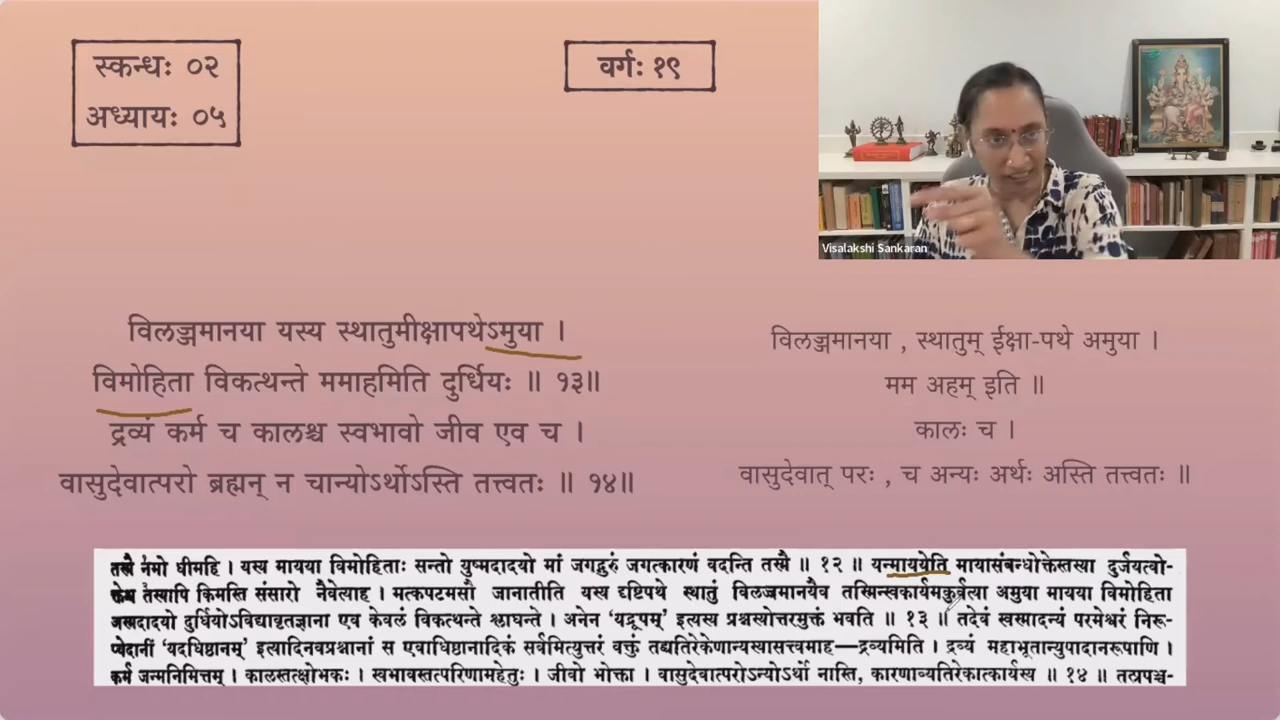 स्कन्धः ०२
अध्यायः ०५
वर्गः १९
Visalakshi Sankaran
विलज्जमानया यस्य स्थातुमीक्षापथेऽमुया ।
विमोहिता विकत्थन्ते ममाहमिति दुर्धियः ॥ १३॥
द्रव्यं कर्म च कालश्च स्वभावो जीव एव च ।
वासुदेवात्परो ब्रह्मन् न चान्योऽर्थोऽस्ति तत्त्वतः ॥ १४॥
विलज्जमानया , स्थातुम् ईक्षा-पथे अमुया ।
मम अहम् इति ॥
कालः च ।
वासुदेवात् परः , च अन्यः अर्थः अस्ति तत्त्वतः ॥
तस्मै नमो धीमहि । यस्य मायया विमोहिताः सन्तो युष्मदादयो मां जगद्गुरुं जगत्कारणं वदन्ति तस्मै ॥ १२ ॥ यन्माययेति मायासंबन्धोक्तेस्तस्या दुर्जयत्वो-
क्तेश्च तस्यापि किमस्ति संसारो नैवेत्याह । मत्कपटमसौ जानातीति यस्य दृष्टिपथे स्थातुं विलज्जमानयैव तस्मिन्स्वकार्यमकुर्वत्या अमुया मायया विमोहिता
अस्मदादयो दुर्धियोऽविद्यावृतज्ञाना एव केवलं विकत्थन्ते श्लाघन्ते । अनेन 'यद्रूपम्' इत्यस्य प्रश्नस्योत्तरमुक्तं भवति ॥ १३ ॥ तदेवं स्वस्मादन्यं परमेश्वरं निरू-
प्येदानीं 'यदधिष्ठानम्' इत्यादिनवप्रश्नानां स एवाधिष्ठानादिकं सर्वमित्युत्तरं वक्तुं तद्व्यतिरेकेणान्यस्यासत्त्वमाह—द्रव्यमिति । द्रव्यं महाभूतान्युपादानरूपाणि ।
कर्म जन्मनिमित्तम् । कालस्तत्क्षोभकः । स्वभावस्तत्परिणामहेतुः । जीवो भोक्ता । वासुदेवात्परोऽन्योऽर्थो नास्ति, कारणाव्यतिरेकात्कार्यस्य ॥ १४ ॥ तत्प्रपञ्च-